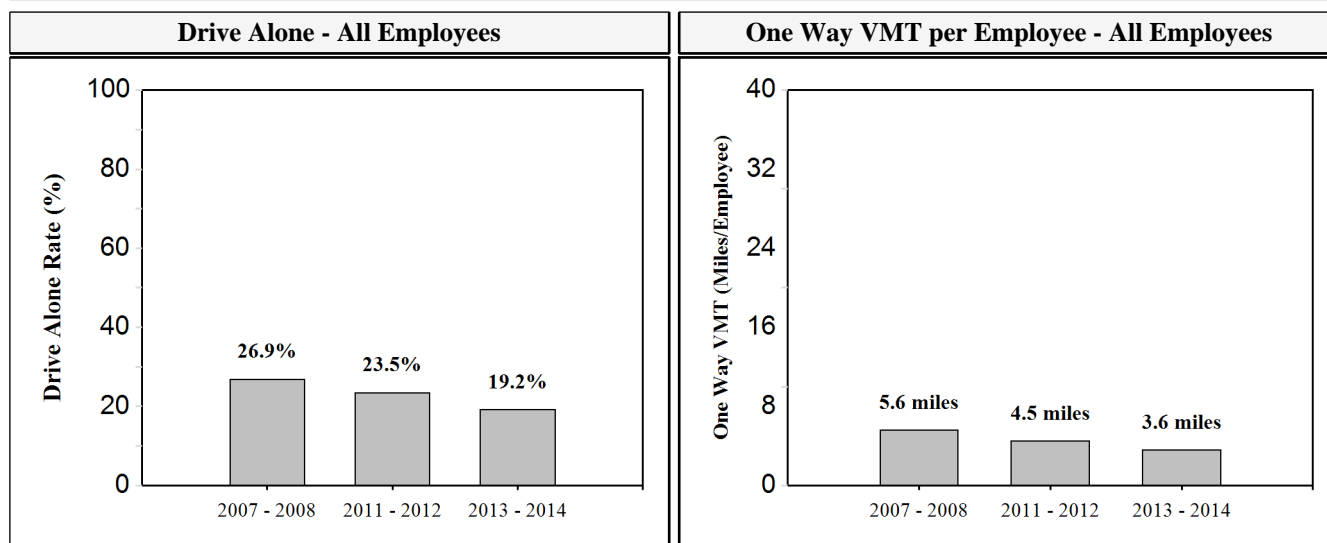 Drive Alone - All Employees
One Way VMT per Employee - All Employees
Drive Alone Rate (%)
100
80
60
40
20
0
26.9%
23.5%
19.2%
2007 - 2008
2011 - 2012
2013 - 2014
One Way VMT (Miles/Employee)
40
32
24
16
8
0
5.6 miles
4.5 miles
3.6 miles
2007 - 2008
2011 - 2012
2013 - 2014